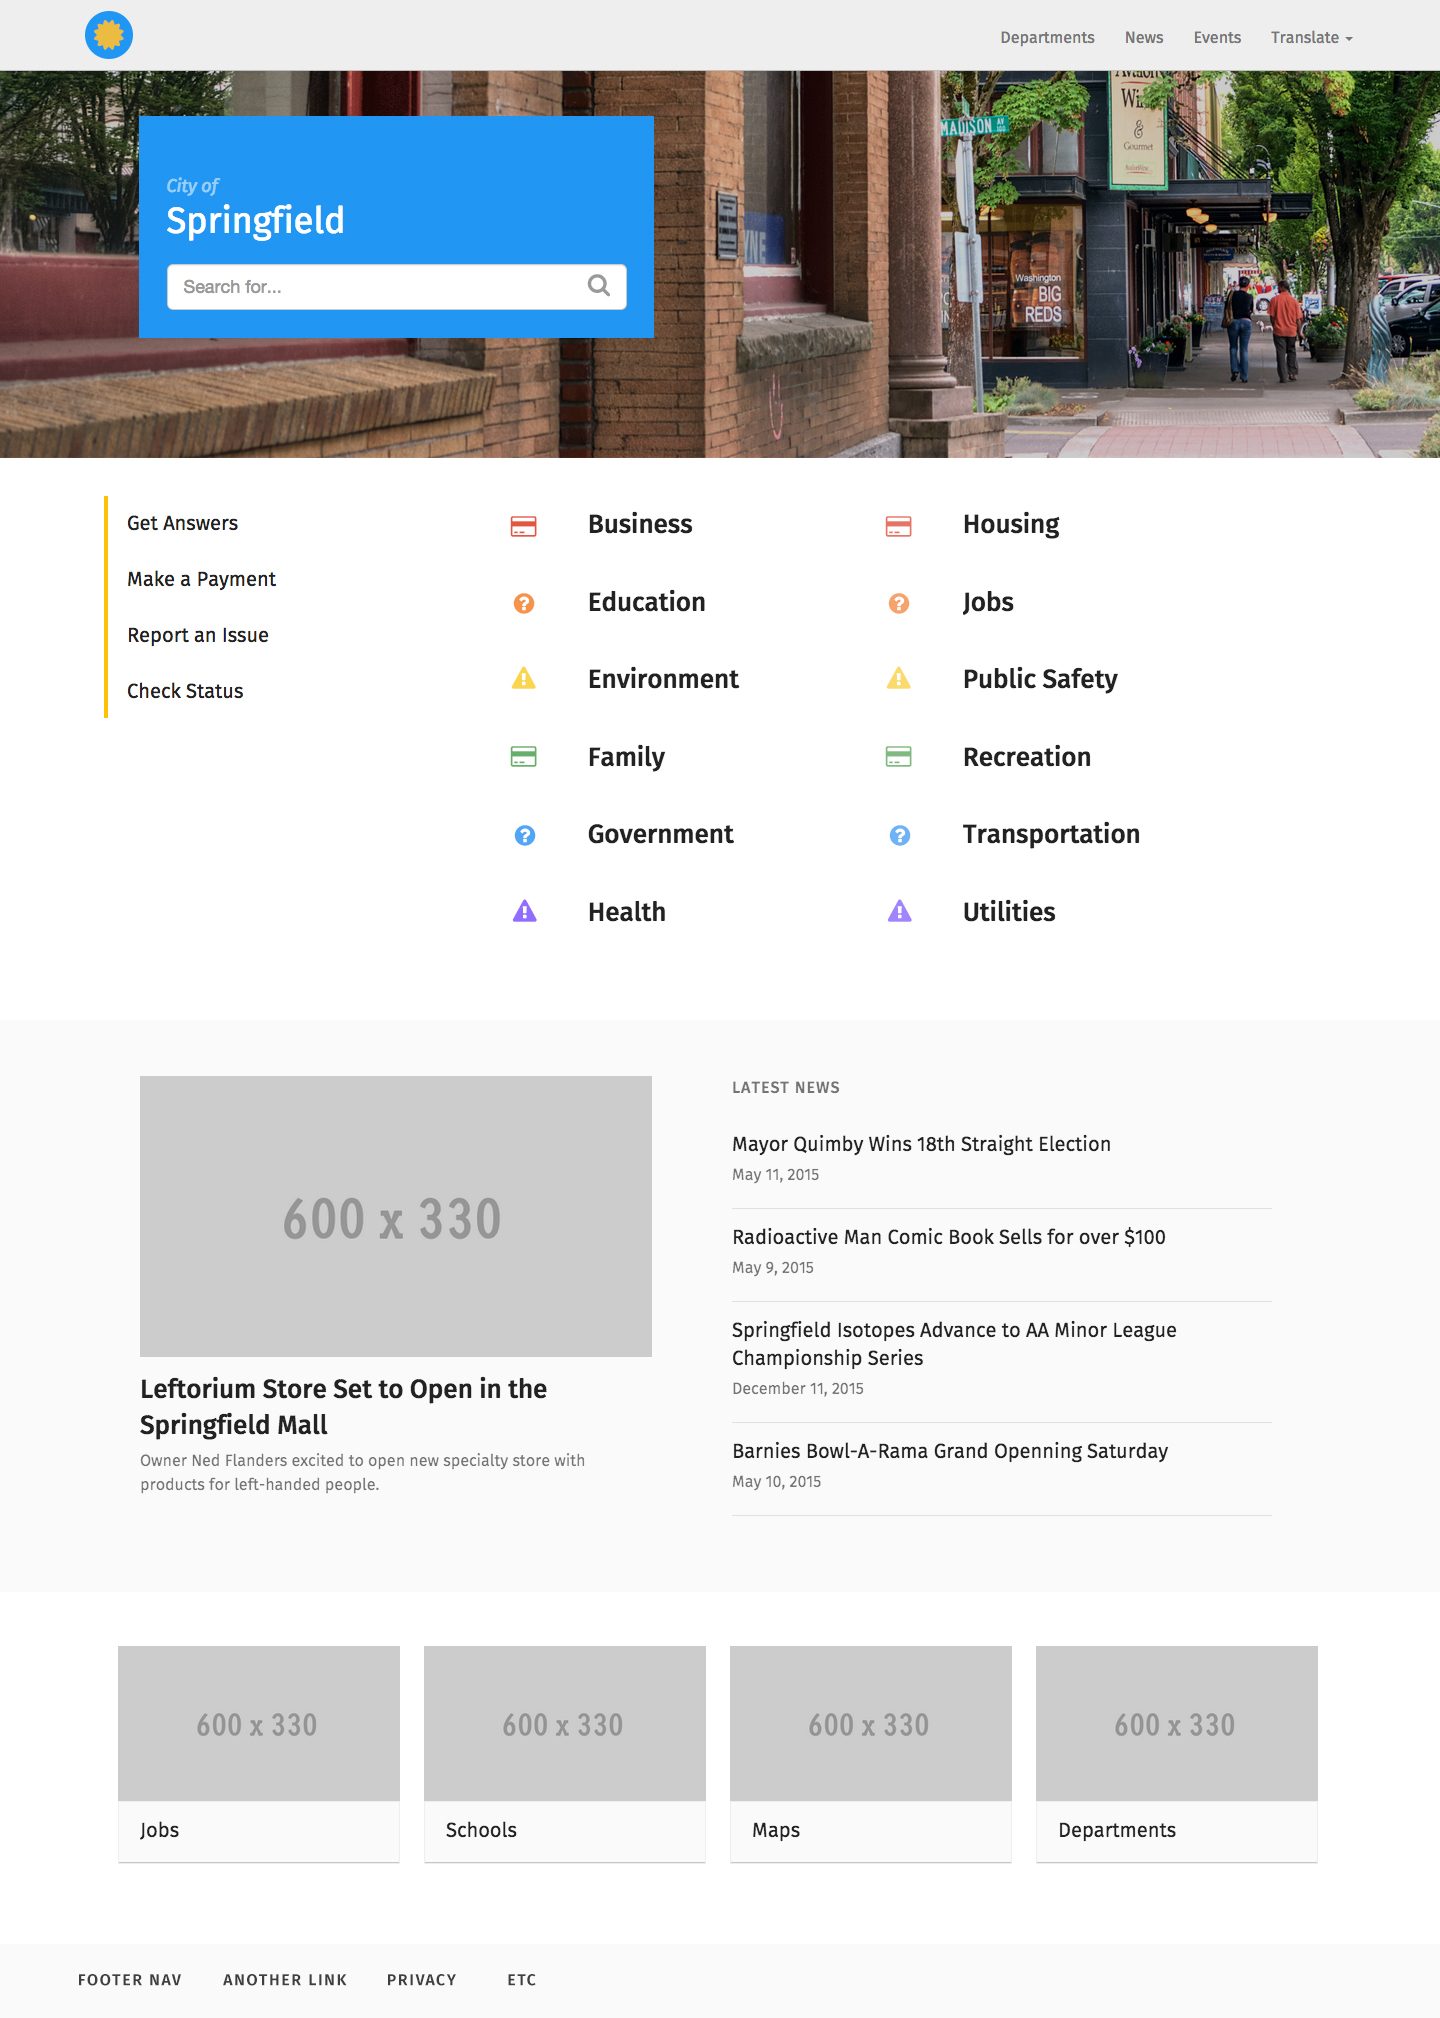 Departments
News
Events
Translate
City of
Springfield
Search for...
MADISON AV
100
Avalon
Wine
&
Gourmet
Washington
BIG
REDS
OPEN
Get Answers
Make a Payment
Report an Issue
Check Status
Business
Education
Environment
Family
Government
Health
Housing
Jobs
Public Safety
Recreation
Transportation
Utilities
600 x 330
Leftorium Store Set to Open in the
Springfield Mall
Owner Ned Flanders excited to open new specialty store with
products for left-handed people.
LATEST NEWS
Mayor Quimby Wins 18th Straight Election
May 11, 2015
Radioactive Man Comic Book Sells for over $100
May 9, 2015
Springfield Isotopes Advance to AA Minor League
Championship Series
December 11, 2015
Barnies Bowl-A-Rama Grand Openning Saturday
May 10, 2015
600 x 330
Jobs
600 x 330
Schools
600 x 330
Maps
600 x 330
Departments
FOOTER NAV
ANOTHER LINK
PRIVACY
ETC